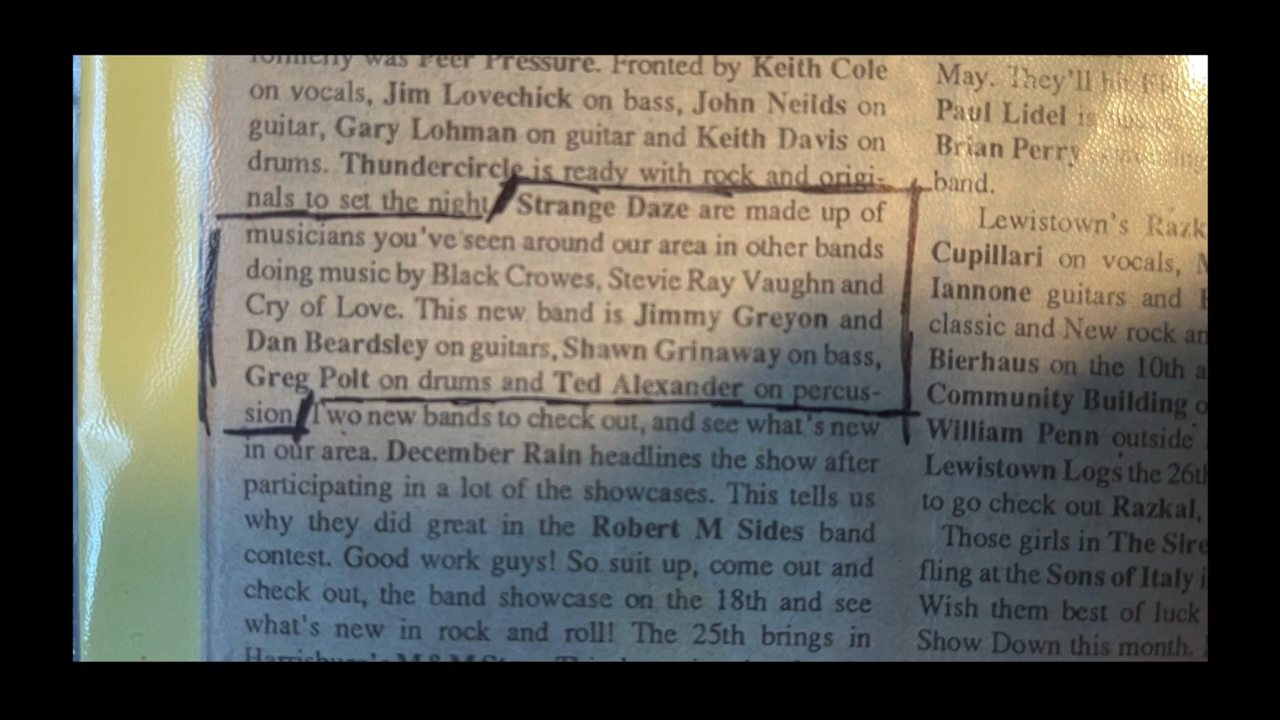 formerly was Peer Pressure. Fronted by Keith Cole
on vocals, Jim Lovechick on bass, John Neilds on
guitar, Gary Lohman on guitar and Keith Davis on
drums. Thundercircle is ready with rock and origi-
nals to set the night. Strange Daze are made up of
musicians you've seen around our area in other bands
doing music by Black Crowes, Stevie Ray Vaughn and
Cry of Love. This new band is Jimmy Greyon and
Dan Beardsley on guitars, Shawn Grinaway on bass,
Greg Polt on drums and Ted Alexander on percus-
sion. Two new bands to check out, and see what's new
in our area. December Rain headlines the show after
participating in a lot of the showcases. This tells us
why they did great in the Robert M Sides band
contest. Good work guys! So suit up, come out and
check out, the band showcase on the 18th and see
what's new in rock and roll! The 25th brings in
May. They'll hit
Paul Lidel is
Brian Perry
band.
Lewistown's Razk
Cupillari on vocals,
Iannone guitars and
classic and New rock an
Bierhaus on the 10th a
Community Building o
William Penn outside
Lewistown Logs the 26th
to go check out Razkal,
Those girls in The Sire
fling at the Sons of Italy i
Wish them best of luck
Show Down this month.